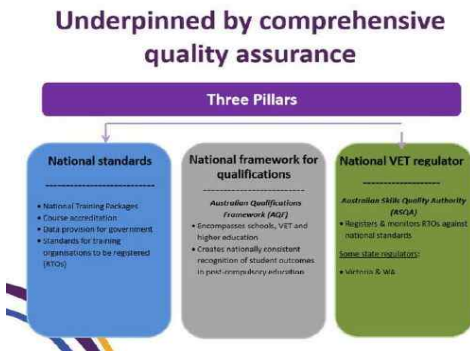 Underpinned by comprehensive
quality assurance
Three Pillars
National standards
----------------------------
• National Training Packages
• Course accreditation
• Data provision for government
• Standards for training
organisations to be registered
(RTOs)
National framework for
qualifications
--------------------------
Australian Qualifications
Framework (AQF)
• Encompasses schools, VET and
higher education
• Creates nationally consistent
recognition of student outcomes
in post-compulsory education
National VET regulator
--------------------
Australian Skills Quality Authority
(ASQA)
• Registers & monitors RTOs against
national standards
Some state regulators:
• Victoria & WA